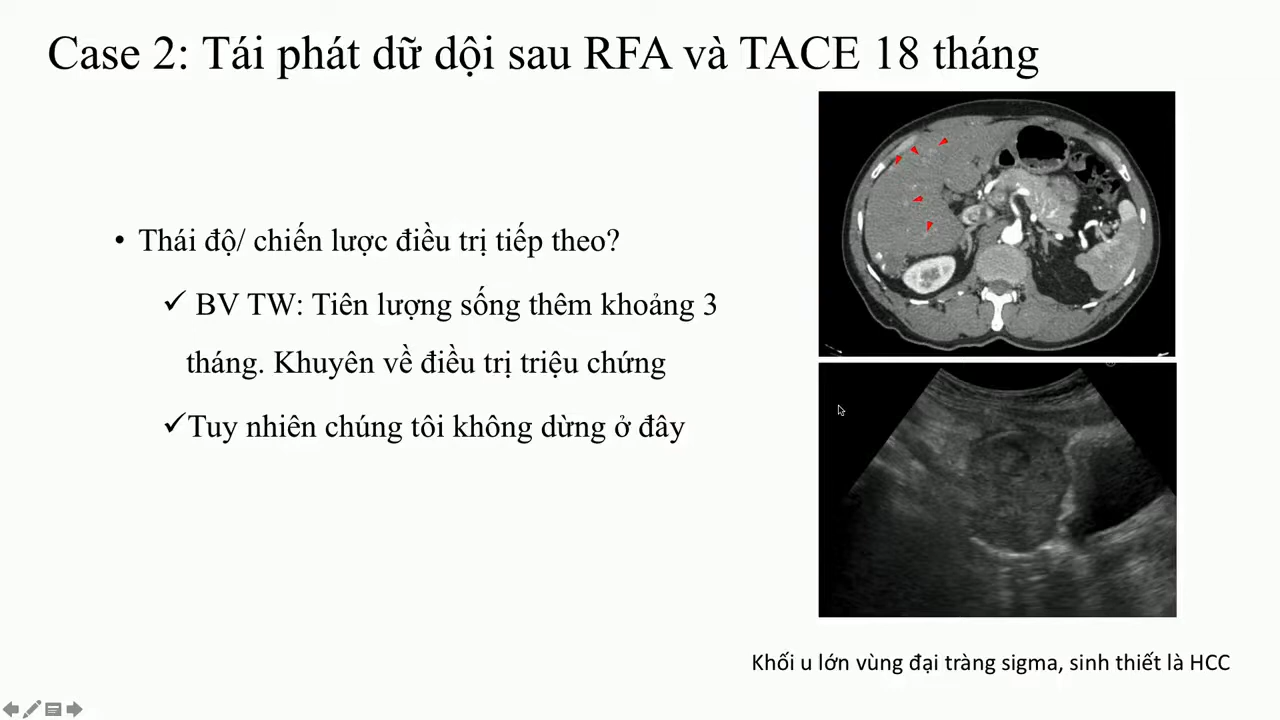 Case 2: Tái phát dữ dội sau RFA và TACE 18 tháng
• Thái độ/ chiến lược điều trị tiếp theo?
✓ BV TW: Tiên lượng sống thêm khoảng 3
tháng. Khuyên về điều trị triệu chứng
✓Tuy nhiên chúng tôi không dừng ở đây
Khối u lớn vùng đại tràng sigma, sinh thiết là HCC